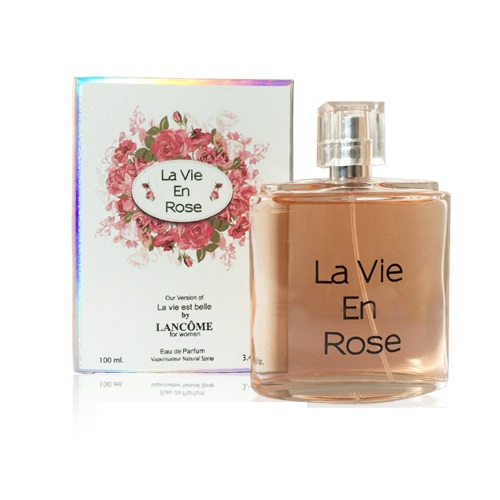 La Vie
En
Rose
Our Version of
La vie est belle
by
LANCÔME
for women
Eau de Parfum
100 ml. Vaporisateur Natural Spray 3.4
La Vie
En
Rose